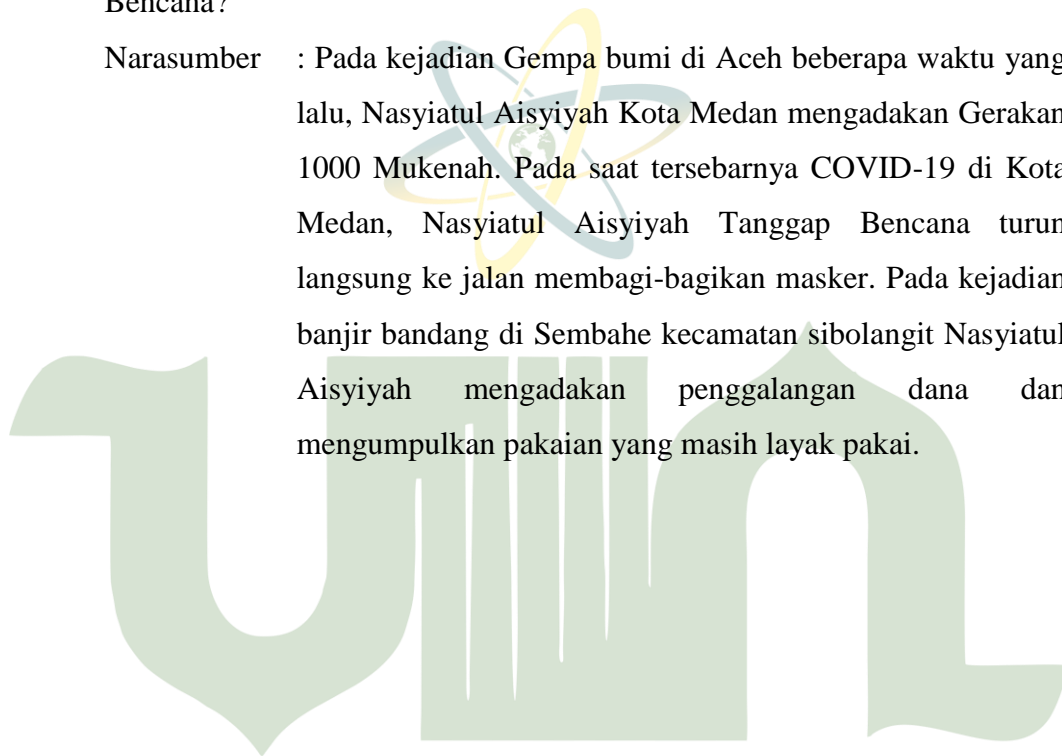 Bencana?
Narasumber : Pada kejadian Gempa bumi di Aceh beberapa waktu yang
lalu, Nasyiatul Aisyiyah Kota Medan mengadakan Gerakan
1000 Mukenah. Pada saat tersebarnya COVID-19 di Kota
Medan, Nasyiatul Aisyiyah Tanggap Bencana turun
langsung ke jalan membagi-bagikan masker. Pada kejadian
banjir bandang di Sembahe kecamatan sibolangit Nasyiatul
Aisyiyah mengadakan penggalangan dana dan
mengumpulkan pakaian yang masih layak pakai.